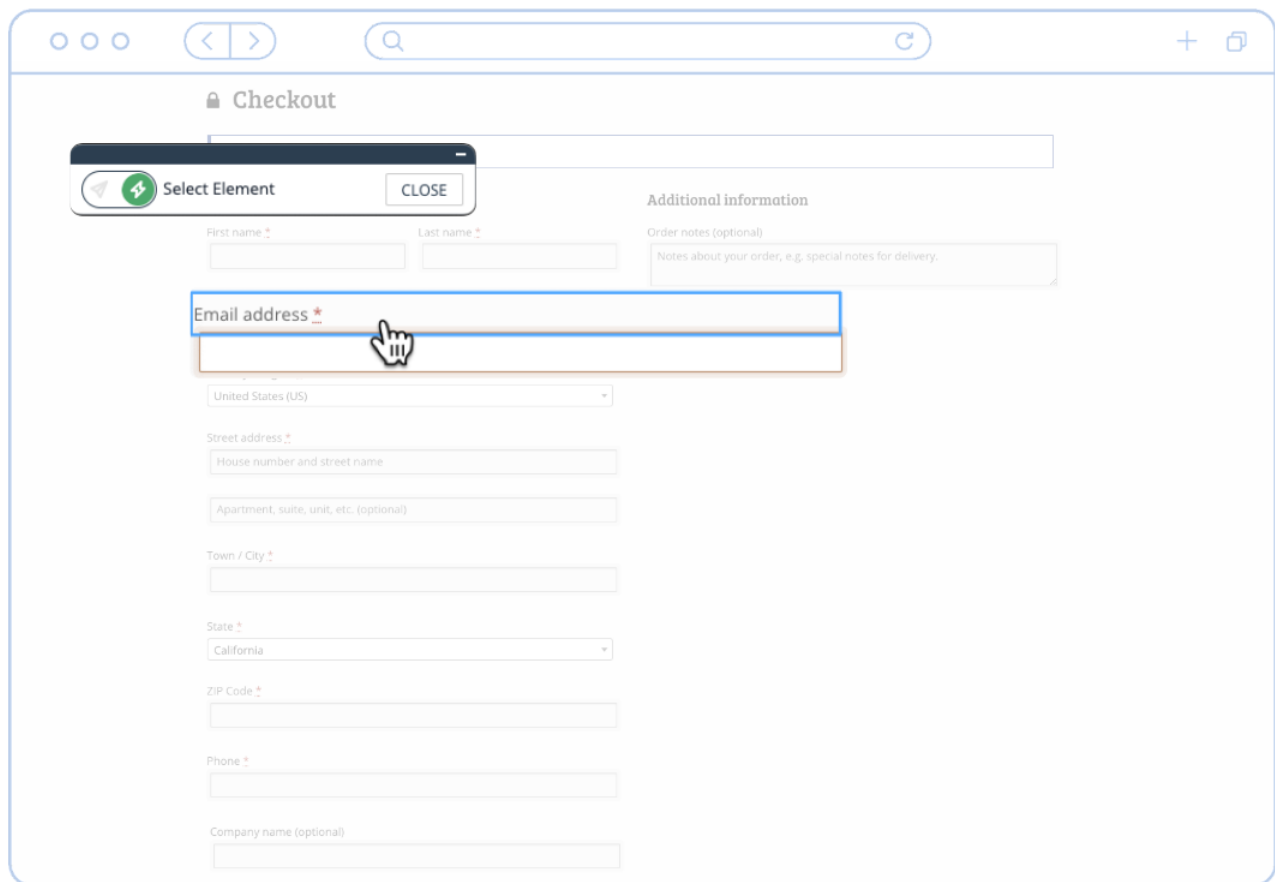 Checkout
Select Element
CLOSE
Additional information
First name *
Last name *
Order notes (optional)
Notes about your order, e.g. special notes for delivery.
Email address *
United States (US)
Street address *
House number and street name
Apartment, suite, unit, etc. (optional)
Town / City *
State *
California
ZIP Code *
Phone *
Company name (optional)